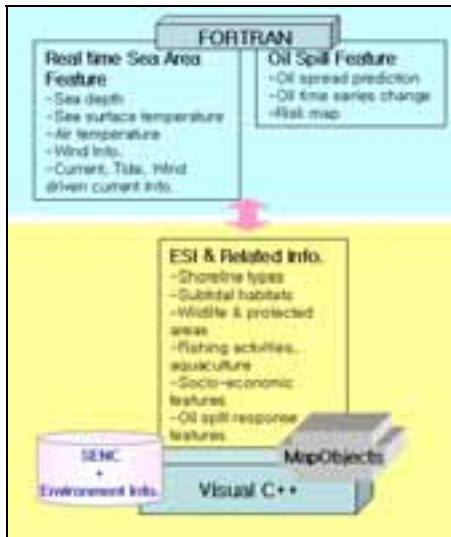 FORTRAN
Real time Sea Area
Feature
-Sea depth
-Sea surface temperature
-Air temperature
-Wind Info.
-Current, Tide, Wind
driven current info.
Oil Spill Feature
-Oil spread prediction
-Oil time series change
-Risk map
ESI & Related Info.
-Shoreline types
-Subtidal habitats
-Wildlife & protected
areas
-Fishing activities,
aquaculture
-Socio-economic
features
-Oil spill response
features
MapObjects
SENC
+
Environment Info.
Visual C++